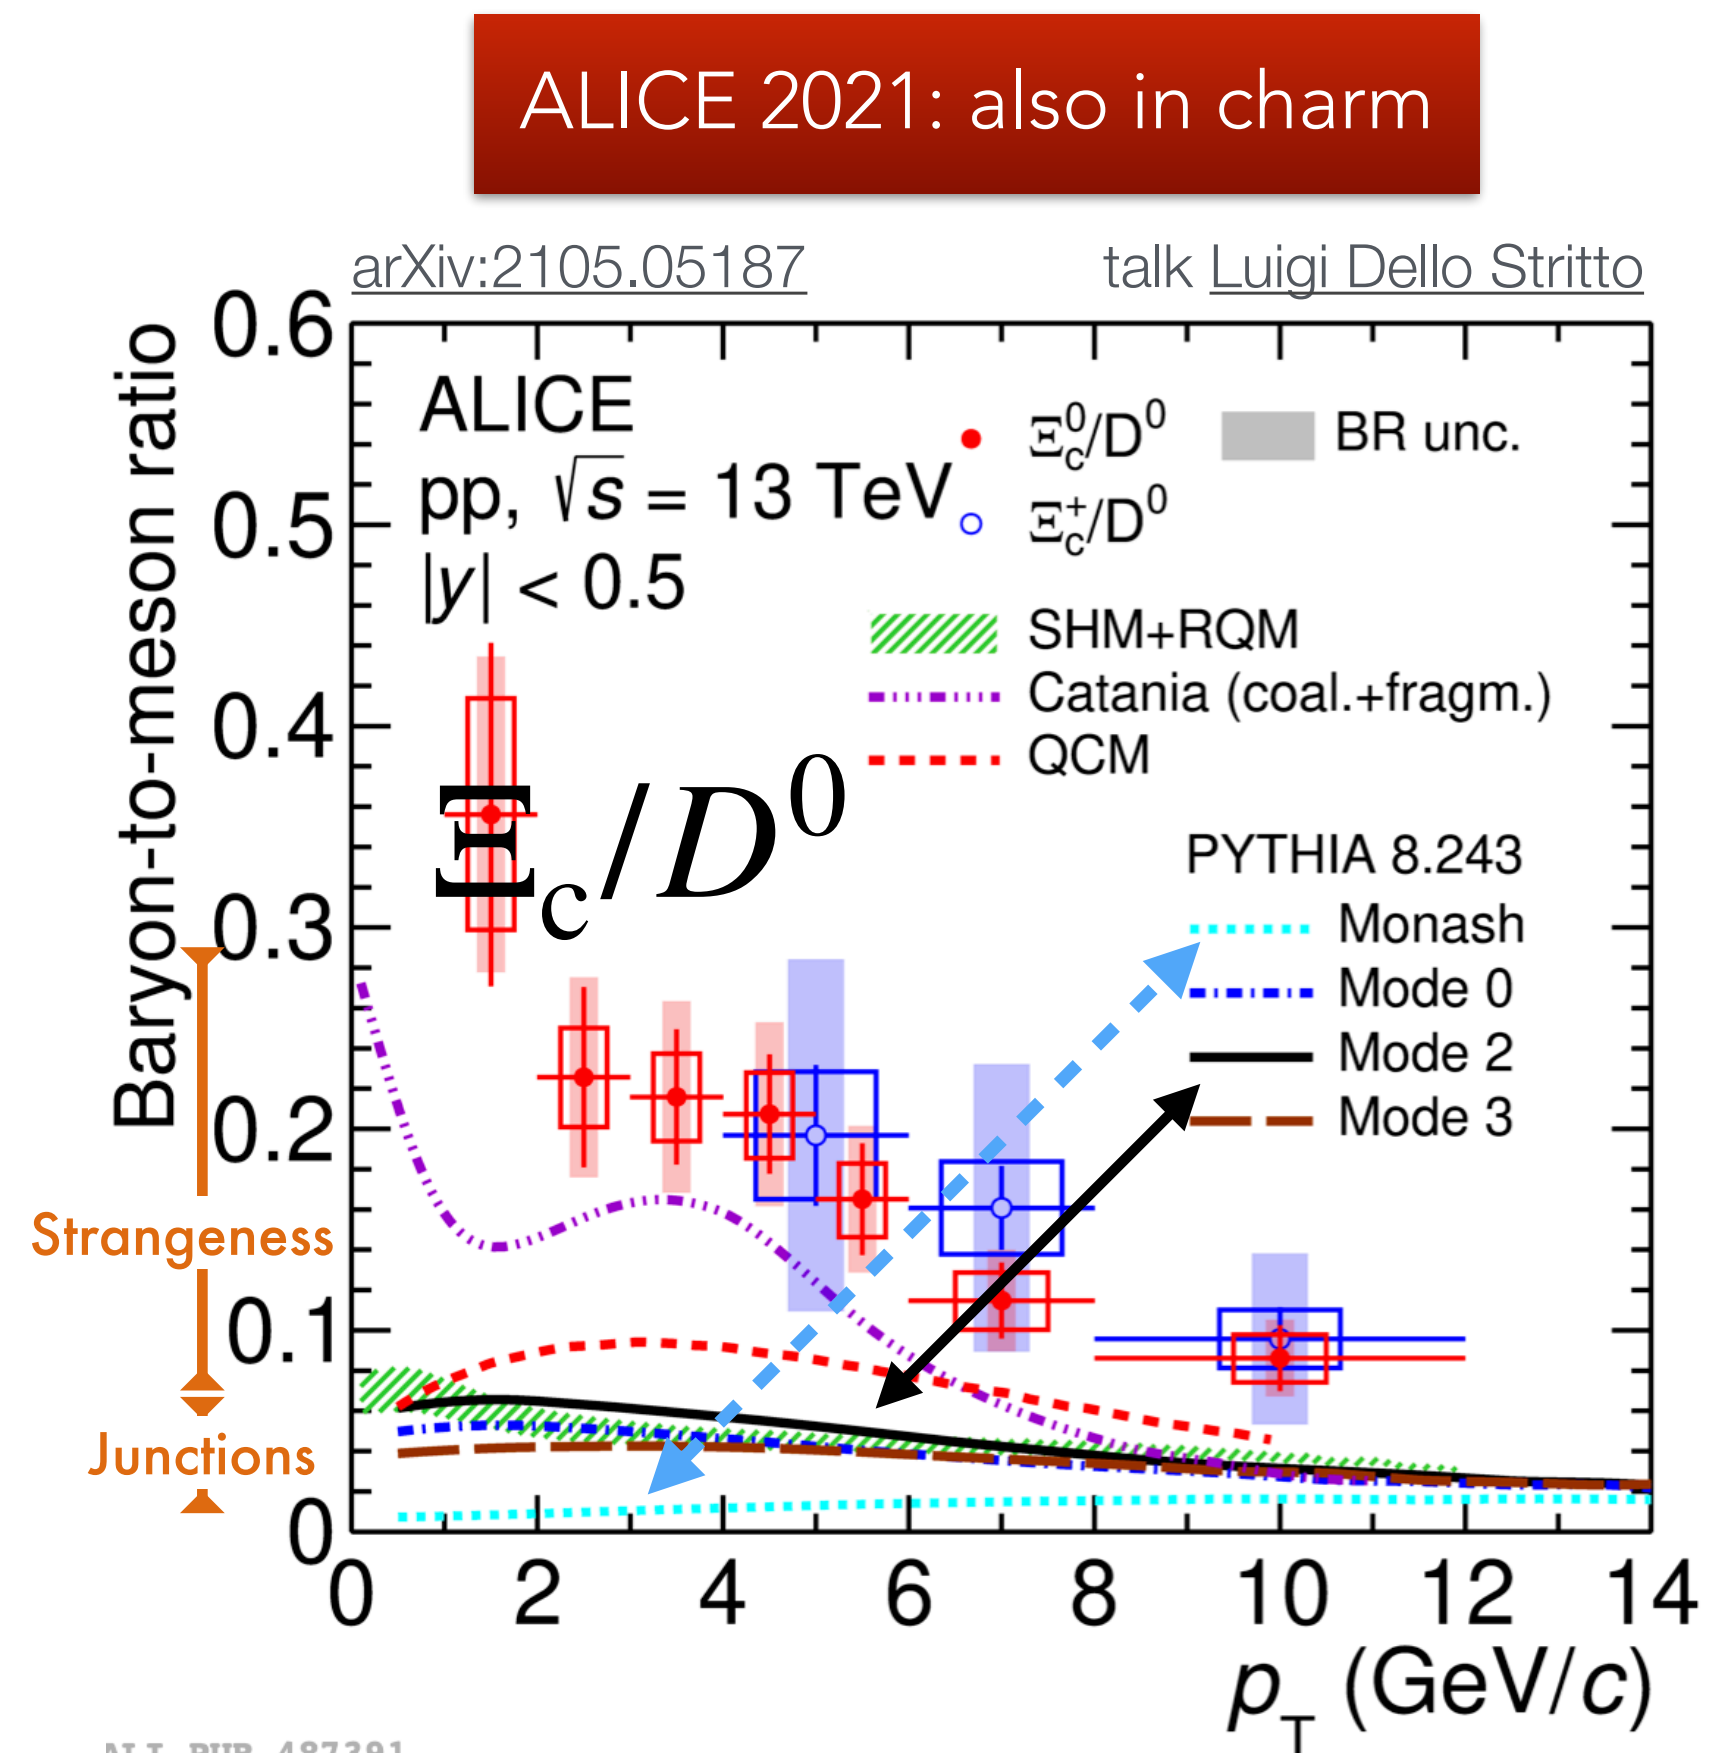 ALICE 2021: also in charm
arXiv:2105.05187 talk Luigi Dello Stritto
Baryon-to-meson ratio
0.6
0.5
0.4
0.3
0.2
0.1
0
ALICE
pp, √s = 13 TeV
|y| < 0.5
Ξc⁰/D⁰ BR unc.
Ξc⁺/D⁰
SHM+RQM
Catania (coal.+fragm.)
QCM
Ξc/D⁰
PYTHIA 8.243
Monash
Mode 0
Mode 2
Mode 3
Strangeness
Junctions
0 2 4 6 8 10 12 14
pT (GeV/c)
ALI-PUB-487391